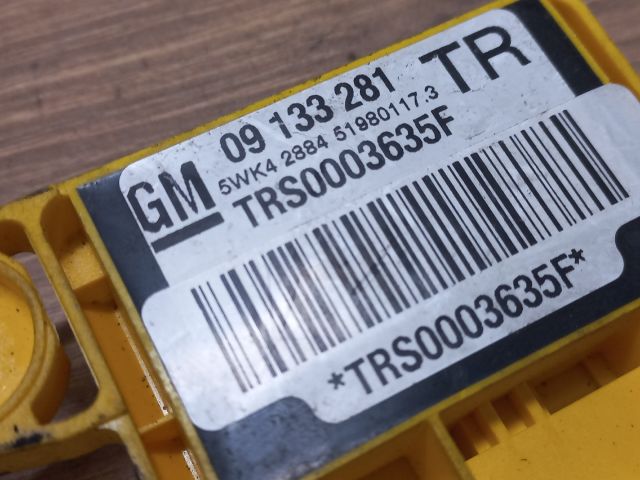 GM
09 133 281 TR
5WK4 2884 51980117.3
TRS0003635F
*TRS0003635F*